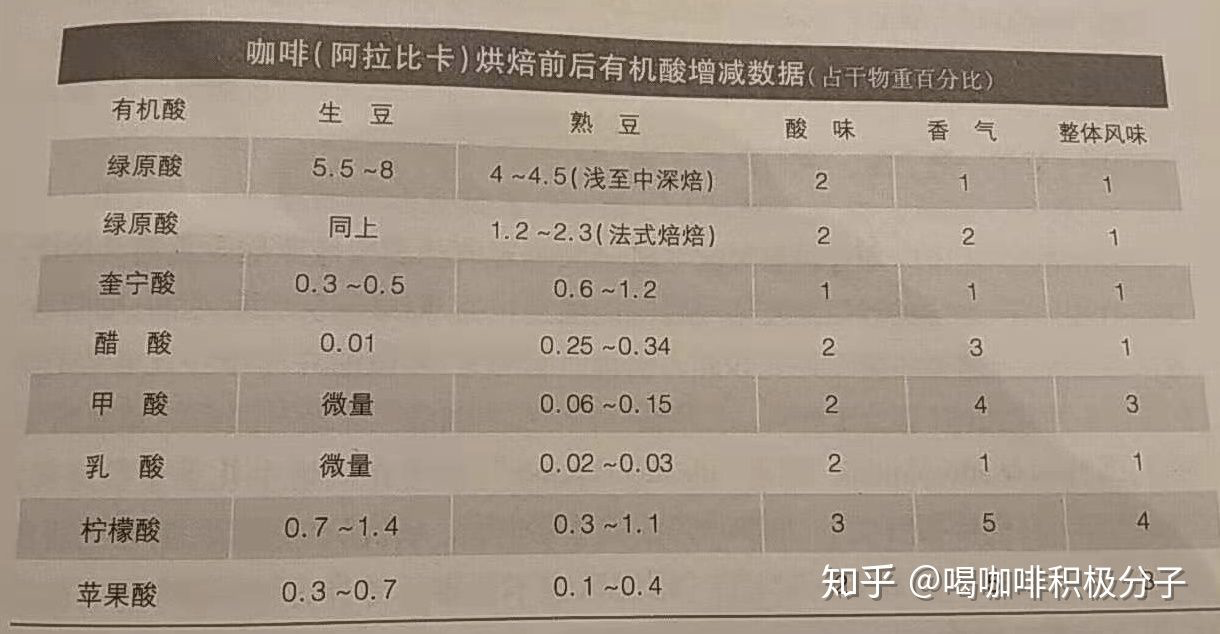 咖啡(阿拉比卡)烘焙前后有机酸增减数据(占干物重百分比)
有机酸 生豆 熟豆 酸味 香气 整体风味
绿原酸 5.5~8 4~4.5(浅至中深焙) 2 1 1
绿原酸 同上 1.2~2.3(法式焙焙) 2 2 1
奎宁酸 0.3~0.5 0.6~1.2 1 1 1
醋酸 0.01 0.25~0.34 2 3 1
甲酸 微量 0.06~0.15 2 4 3
乳酸 微量 0.02~0.03 2 1 1
柠檬酸 0.7~1.4 0.3~1.1 3 5 4
苹果酸 0.3~0.7 0.1~0.4
知乎 @喝咖啡积极分子